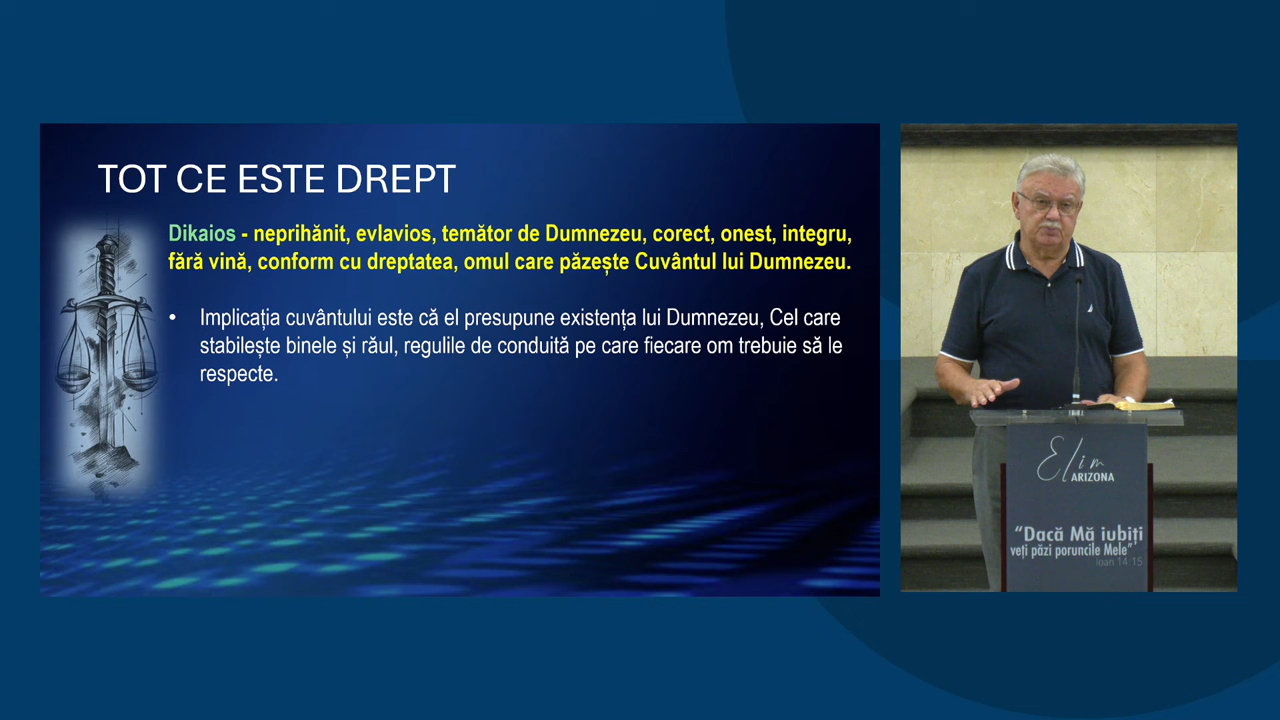 TOT CE ESTE DREPT
Dikaios - neprihănit, evlavios, temător de Dumnezeu, corect, onest, integru,
fără vină, conform cu dreptatea, omul care păzește Cuvântul lui Dumnezeu.
• Implicația cuvântului este că el presupune existența lui Dumnezeu, Cel care
stabilește binele și răul, regulile de conduită pe care fiecare om trebuie să le
respecte.
Elim
ARIZONA
“Dacă Mă iubiți
veți păzi poruncile Mele”
Ioan 14:15